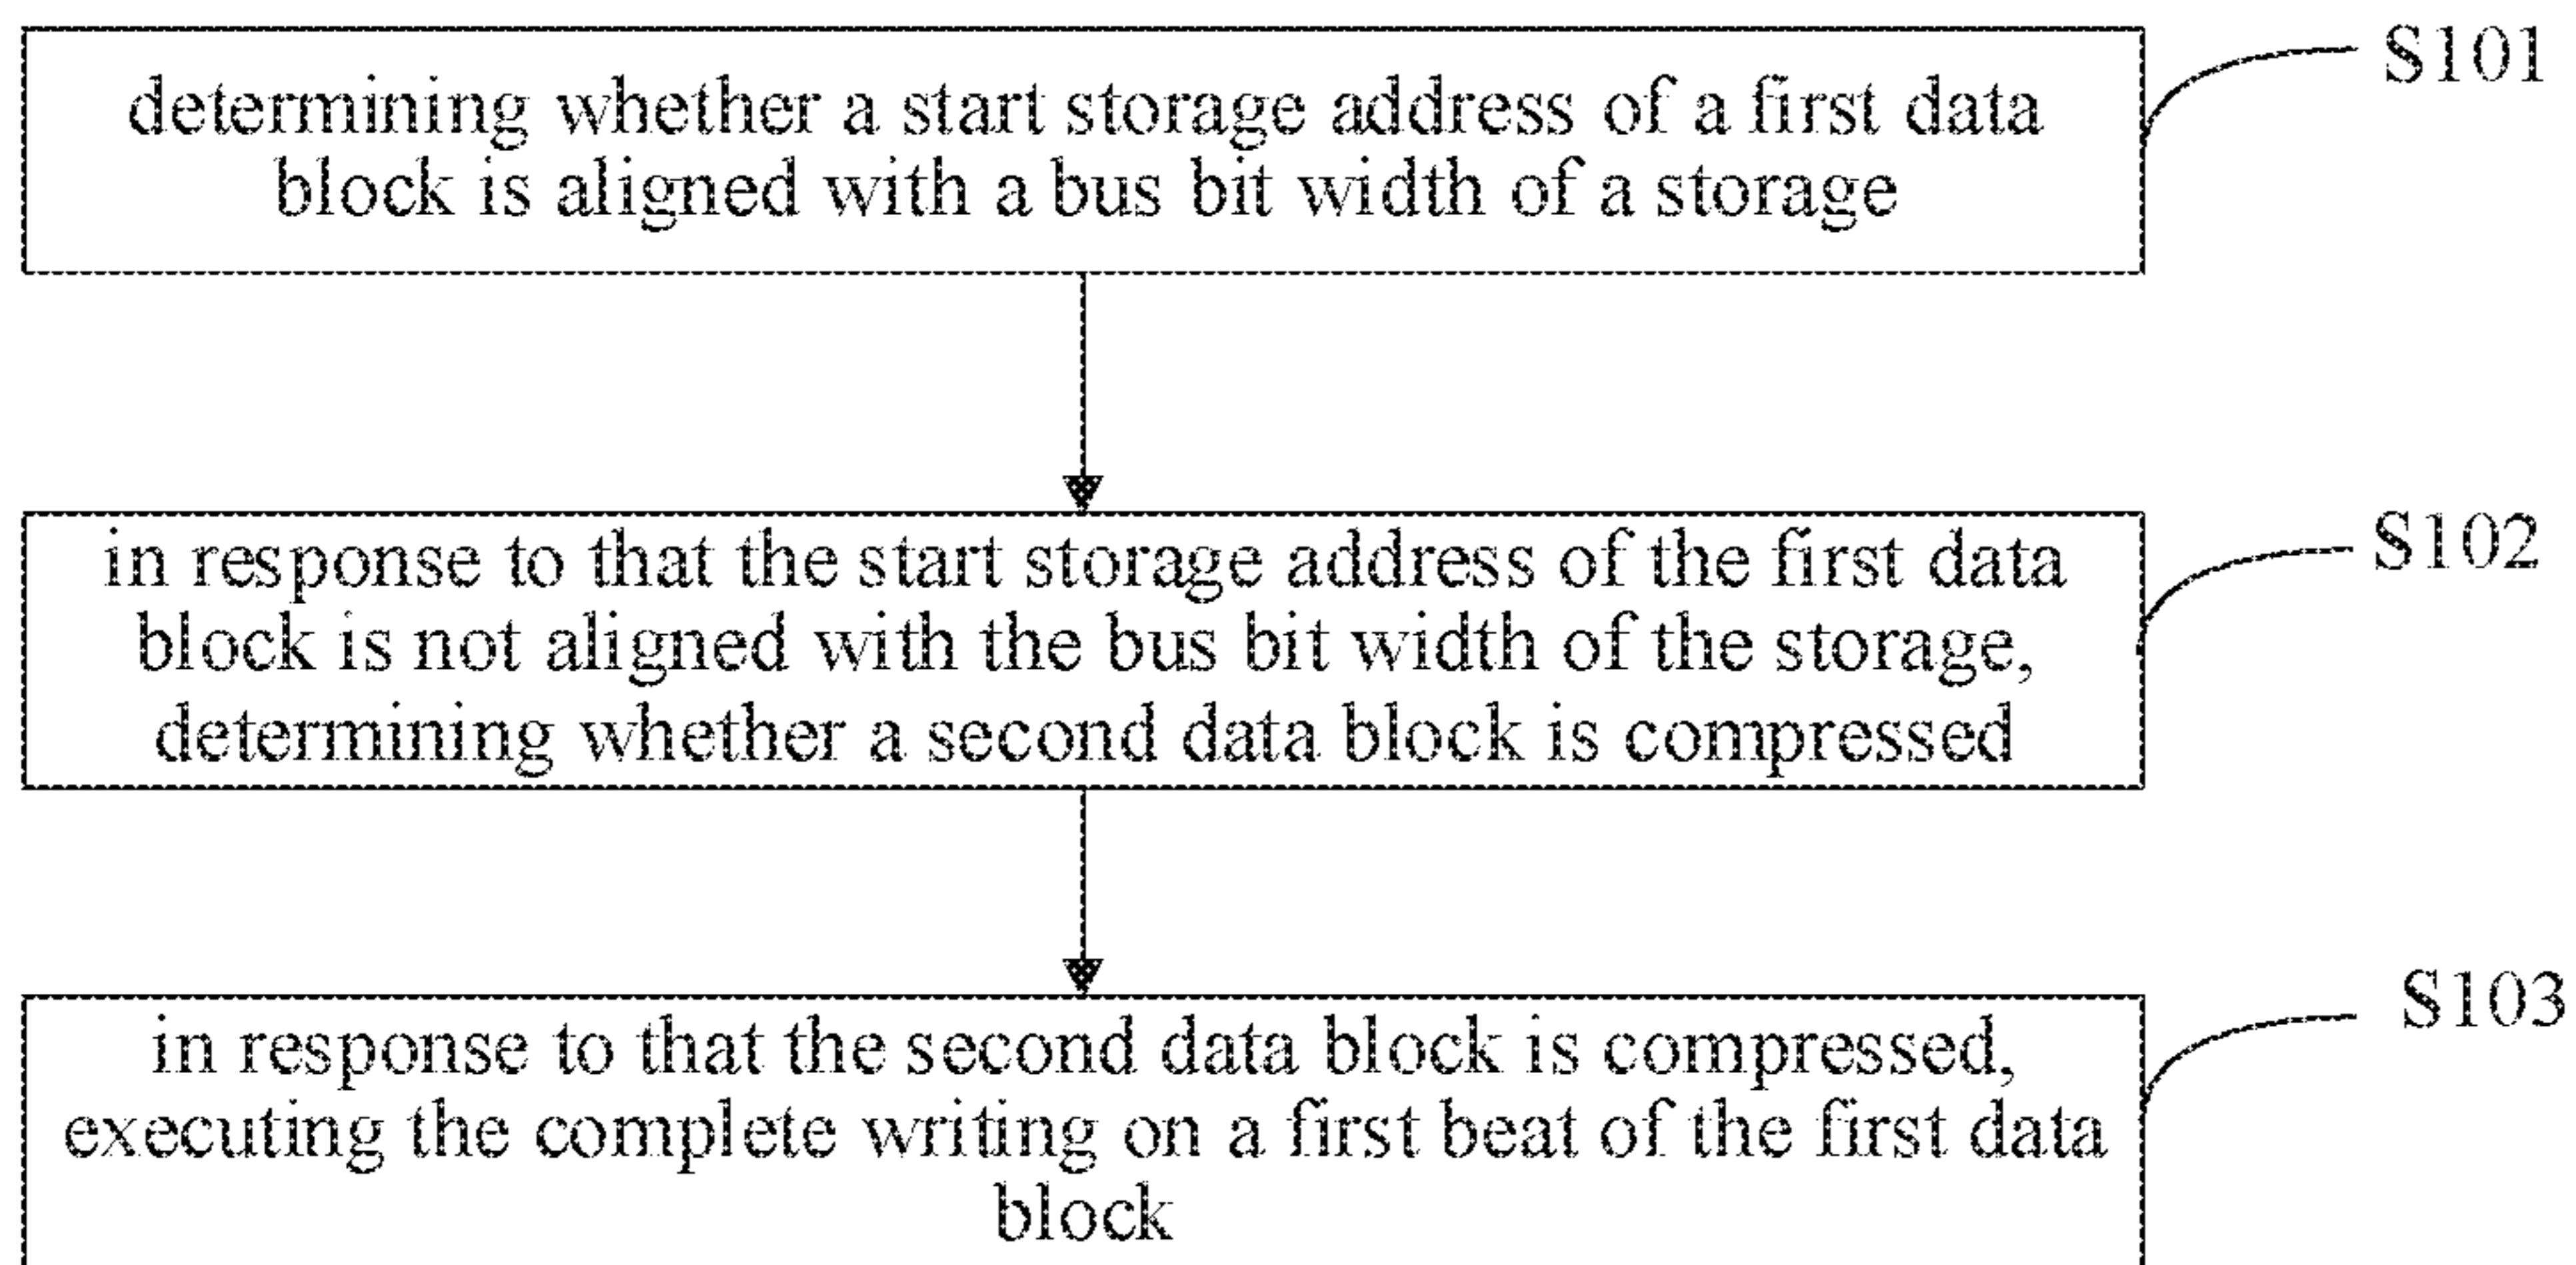 determining whether a start storage address of a first data
block is aligned with a bus bit width of a storage
S101
in response to that the start storage address of the first data
block is not aligned with the bus bit width of the storage,
determining whether a second data block is compressed
S102
in response to that the second data block is compressed,
executing the complete writing on a first beat of the first data
block
S103